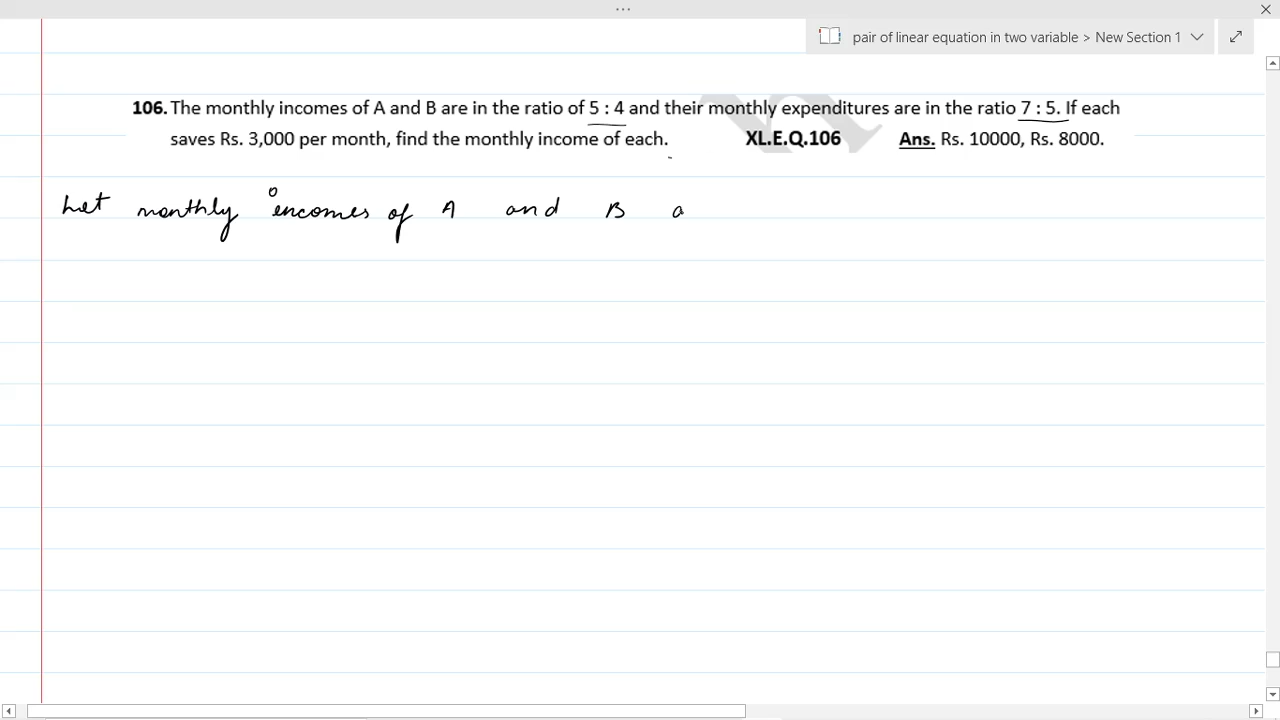 ...
pair of linear equation in two variable > New Section 1
106. The monthly incomes of A and B are in the ratio of 5 : 4 and their monthly expenditures are in the ratio 7 : 5. If each
saves Rs. 3,000 per month, find the monthly income of each. XL.E.Q.106 Ans. Rs. 10000, Rs. 8000.
Let monthly incomes of A and B a